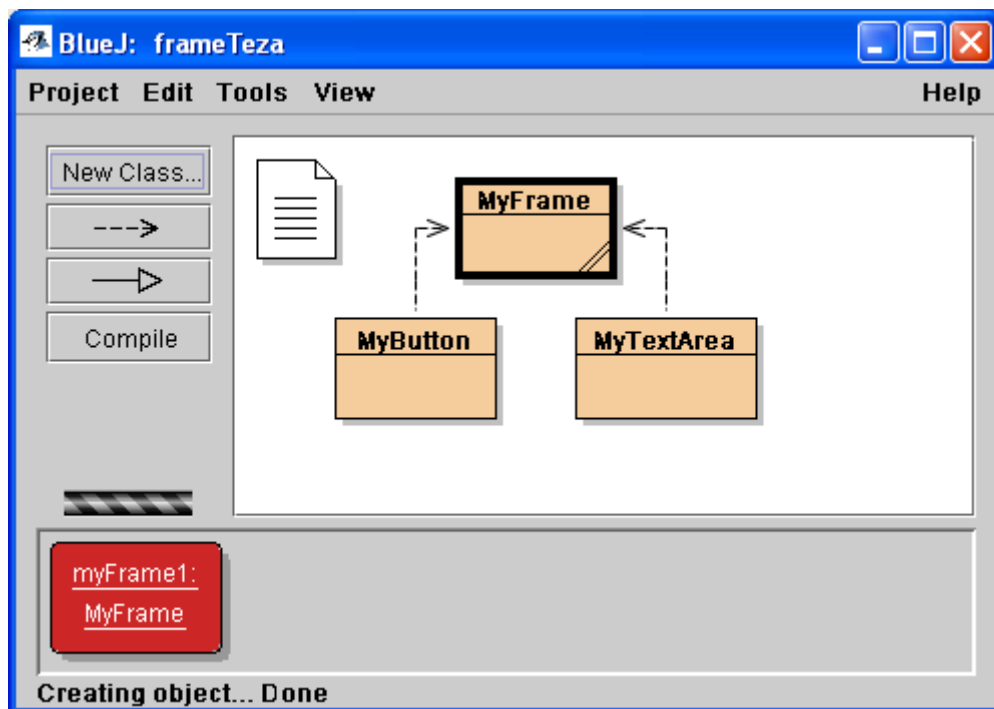 BlueJ: frameTeza
Project Edit Tools View Help
New Class...
Compile
MyFrame
MyButton
MyTextArea
myFrame1:
MyFrame
Creating object... Done